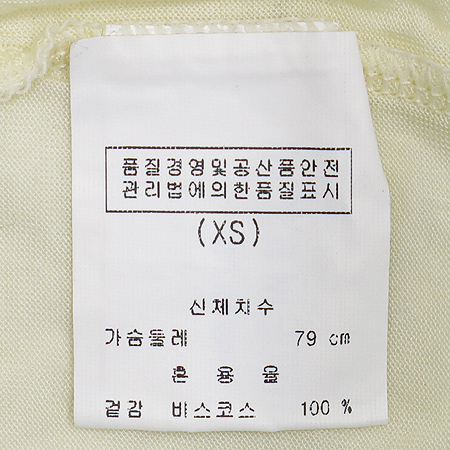 품질경영및공산품안전
관리법에의한품질표시
(XS)
신체치수
가슴둘레 79 cm
혼용율
겉감 비스코스 100 %